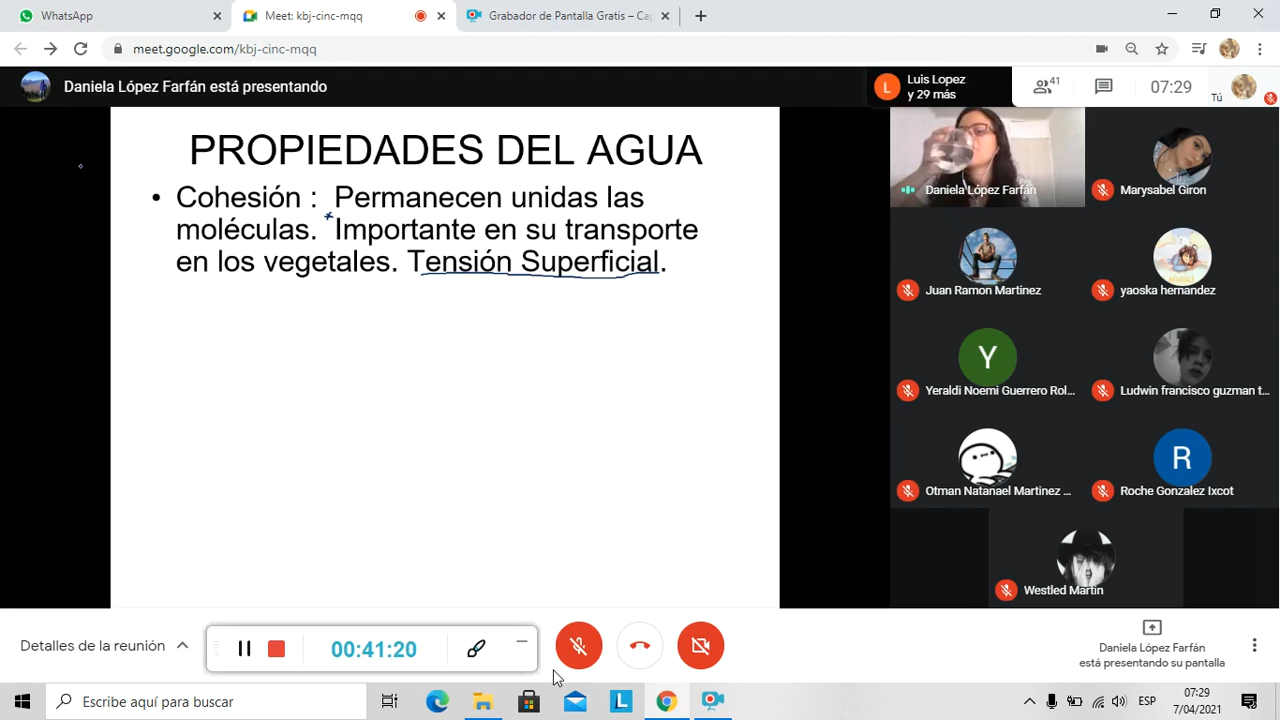 WhatsApp
Meet: kbj-cinc-mqq
Grabador de Pantalla Gratis – Cap
meet.google.com/kbj-cinc-mqq
Daniela López Farfán está presentando
Luis Lopez
y 29 más
41
07:29
Tú
PROPIEDADES DEL AGUA
• Cohesión : Permanecen unidas las
moléculas. *Importante en su transporte
en los vegetales. Tensión Superficial.
Daniela López Farfán
Marysabel Giron
Juan Ramon Martinez
yaoska hernandez
Y
Yeraldi Noemi Guerrero Rol...
Ludwin francisco guzman t...
Otman Natanael Martinez ...
R
Roche Gonzalez Ixcot
Westled Martin
Detalles de la reunión
00:41:20
Daniela López Farfán
está presentando su pantalla
Escribe aquí para buscar
L
ESP
07:29
7/04/2021